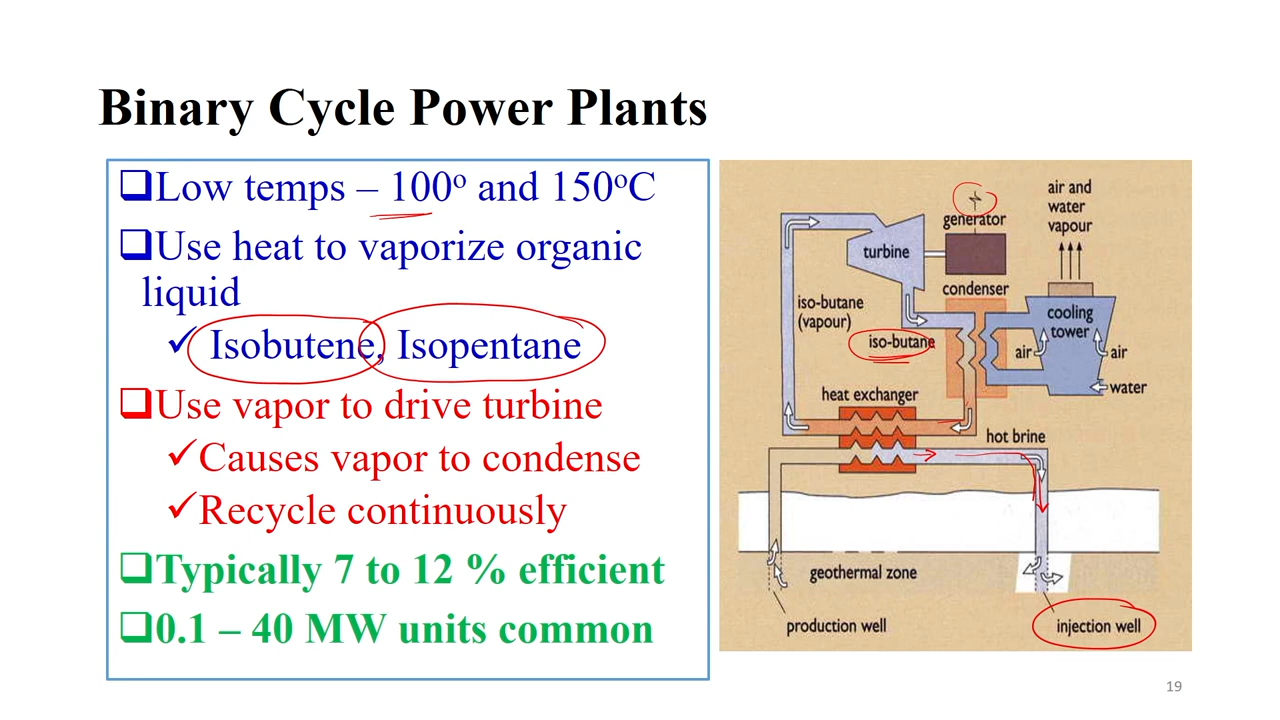 Binary Cycle Power Plants
❑Low temps – 100º and 150ºC
❑Use heat to vaporize organic
liquid
✓ Isobutene, Isopentane
❑Use vapor to drive turbine
✓Causes vapor to condense
✓Recycle continuously
❑Typically 7 to 12 % efficient
❑0.1 – 40 MW units common
air and
water
vapour
generator
turbine
condenser
iso-butane
(vapour)
cooling
tower
iso-butane
air
air
water
heat exchanger
hot brine
geothermal zone
production well
injection well
19